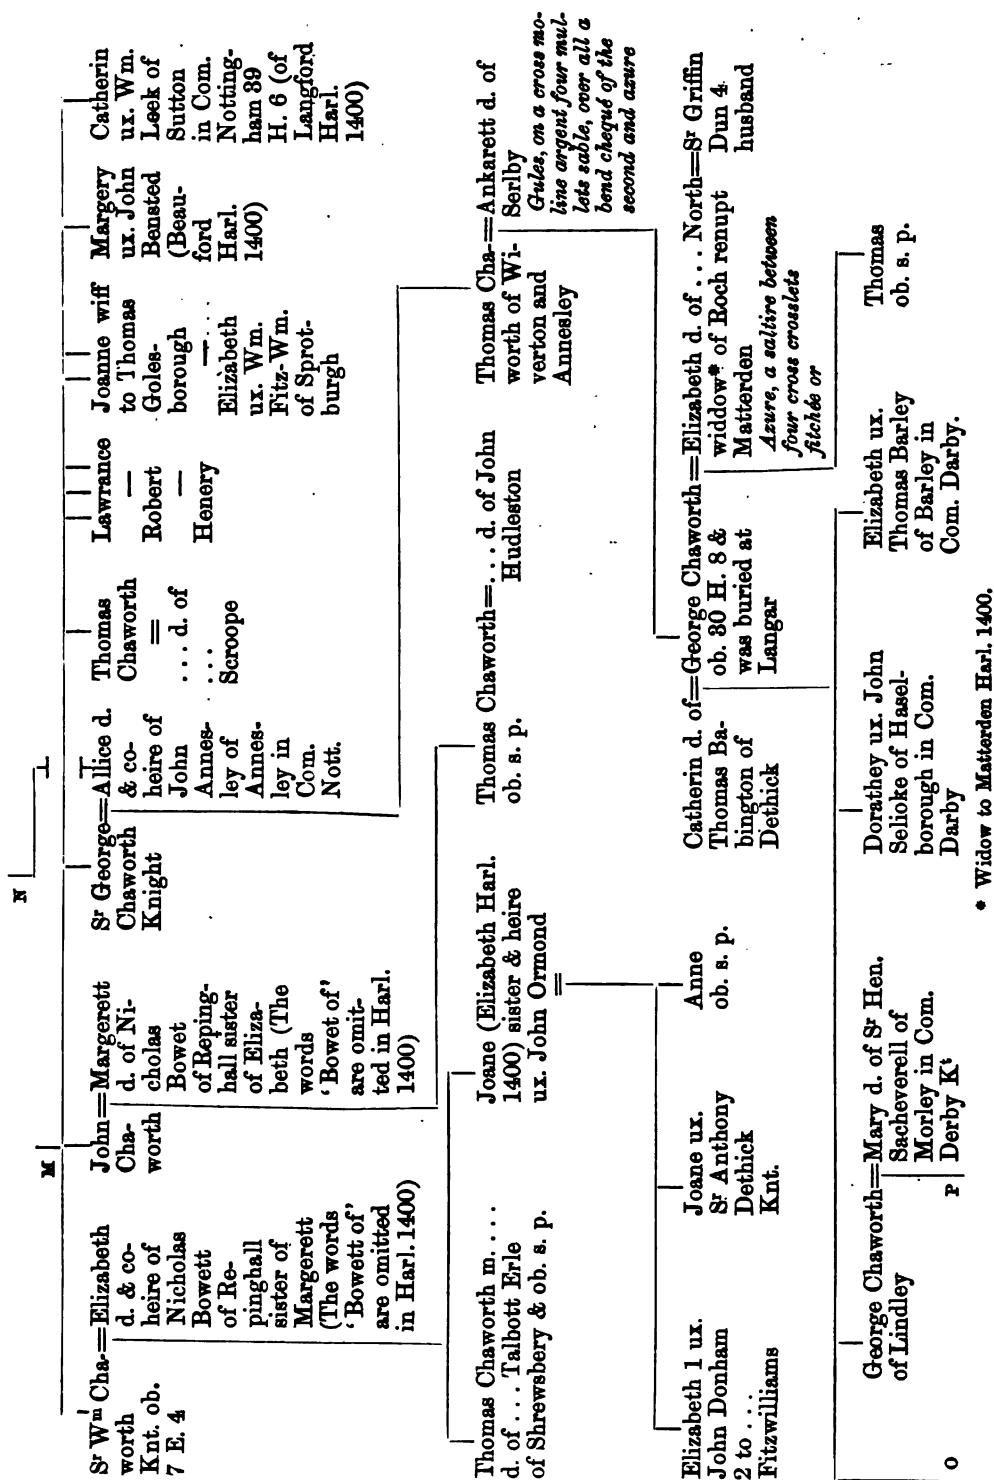 M
N
Sr Wm Cha-=Elizabeth
worth
Knt. ob.
7 E. 4
d. & co-
heire of
Nicholas
Bowett
of Re-
pinghall
sister of
Margerett
(The words
‘Bowett of’
are omitted
in Harl. 1400)
John=Margerett
Cha-
worth
d. of Ni-
cholas
Bowet
of Reping-
hall sister
of Eliza-
beth (The
words
‘Bowet of’
are omit-
ted in Harl.
1400)
Sr George=Allice d.
Chaworth
Knight
& co-
heire of
John
Annes-
ley of
Annes-
ley in
Com.
Nott.
Thomas
Chaworth
=
... d. of
...
Scroope
Lawrance
—
Robert
—
Henery
Joanne wiff
to Thomas
Goles-
borough
—
Elizabeth
ux. Wm.
Fitz-Wm.
of Sprot-
burgh
Margery
ux. John
Bensted
(Beau-
ford
Harl.
1400)
Catherin
ux. Wm.
Leek of
Sutton
in Com.
Notting-
ham 39
H. 6 (of
Langford
Harl.
1400)
Thomas Chaworth m. ....
d. of ... Talbott Erle
of Shrewsbery & ob. s. p.
Joane (Elizabeth Harl.
1400) sister & heire
ux. John Ormond
=
Thomas Chaworth=... d. of John
ob. s. p.
Hudleston
Thomas Cha-=Ankarett d. of
worth of Wi-
verton and
Annesley
Serlby
Gules, on a cross mo-
line argent four mul-
lets sable, over all a
bend chequé of the
second and azure
Elizabeth 1 ux.
John Donham
2 to ...
Fitzwilliams
Joane ux.
Sr Anthony
Dethick
Knt.
Anne
ob. s. p.
Catherin d. of=George Chaworth=Elizabeth d. of ... North=Sr Griffin
Thomas Ba-
bington of
Dethick
ob. 30 H. 8 &
was buried at
Langar
widdow* of Roch renupt
Matterden
Azure, a saltire between
four cross crosslets
fitchée or
Dun 4
husband
O
George Chaworth=Mary d. of Sr Hen.
of Lindley
Sacheverell of
Morley in Com.
Derby Kt
P
Dorathey ux. John
Selioke of Hasel-
borough in Com.
Darby
Elizabeth ux.
Thomas Barley
of Barley in
Com. Darby.
Thomas
ob. s. p.
* Widow to Matterden Harl. 1400.